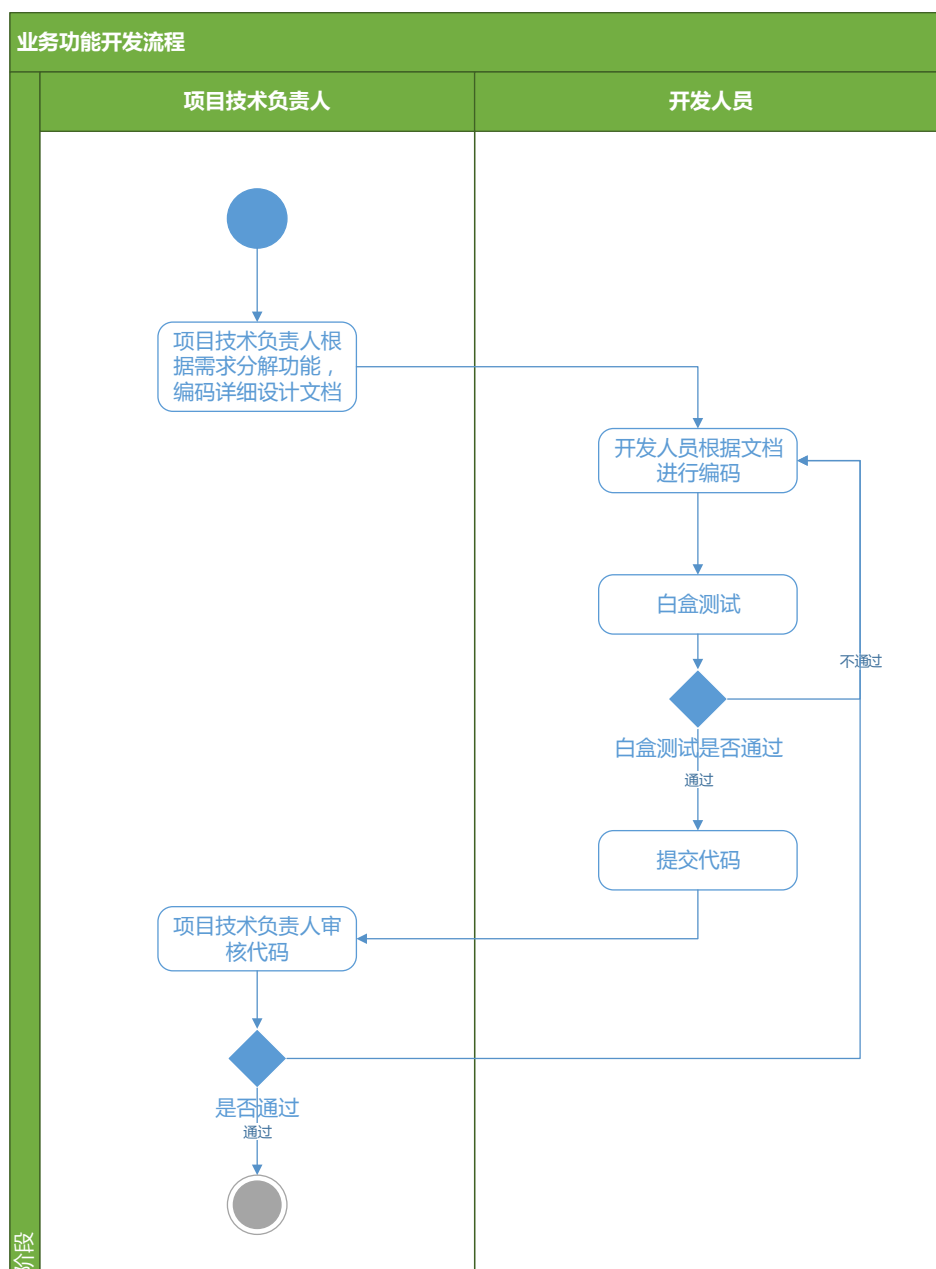 业务功能开发流程
项目技术负责人
开发人员
项目技术负责人根
据需求分解功能，
编码详细设计文档
开发人员根据文档
进行编码
白盒测试
不通过
白盒测试是否通过
通过
提交代码
项目技术负责人审
核代码
是否通过
通过
阶段